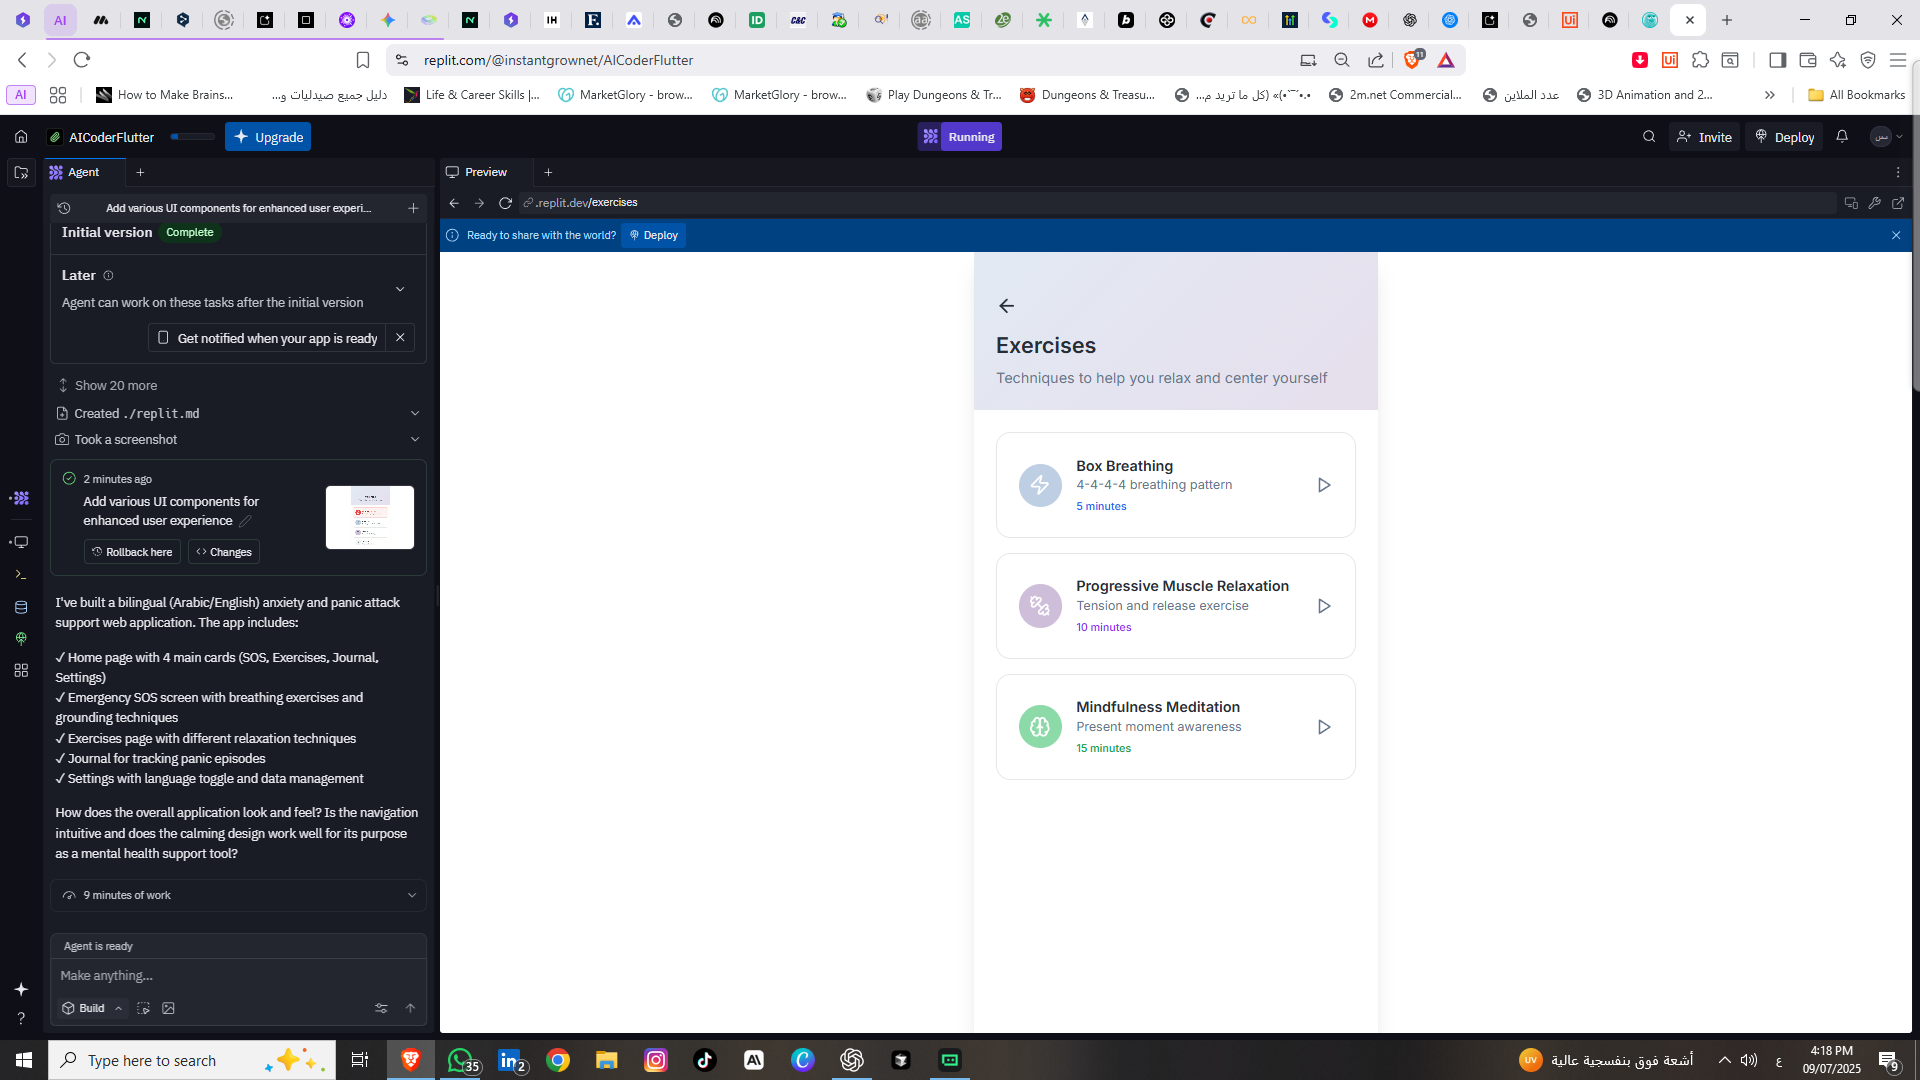 replit.com/@instantgrownet/AICoderFlutter
11
AI
How to Make Brains...
دليل جميع صيدليات و...
Life & Career Skills |...
MarketGlory - brow...
MarketGlory - brow...
Play Dungeons & Tr...
Dungeons & Treasu...
2m.net Commercial...
عدد الملاين
3D Animation and 2...
All Bookmarks
AICoderFlutter
Upgrade
Running
Invite
Deploy
Agent
Preview
Add various UI components for enhanced user experi...
.replit.dev/exercises
Initial version
Complete
Ready to share with the world?
Deploy
Later
Agent can work on these tasks after the initial version
Get notified when your app is ready
Show 20 more
Created ./replit.md
Took a screenshot
2 minutes ago
Add various UI components for
enhanced user experience
Rollback here
Changes
I've built a bilingual (Arabic/English) anxiety and panic attack
support web application. The app includes:
✓ Home page with 4 main cards (SOS, Exercises, Journal,
Settings)
✓ Emergency SOS screen with breathing exercises and
grounding techniques
✓ Exercises page with different relaxation techniques
✓ Journal for tracking panic episodes
✓ Settings with language toggle and data management
How does the overall application look and feel? Is the navigation
intuitive and does the calming design work well for its purpose
as a mental health support tool?
9 minutes of work
Agent is ready
Make anything...
Build
Exercises
Techniques to help you relax and center yourself
Box Breathing
4-4-4-4 breathing pattern
5 minutes
Progressive Muscle Relaxation
Tension and release exercise
10 minutes
Mindfulness Meditation
Present moment awareness
15 minutes
Type here to search
35
2
UV
أشعة فوق بنفسجية عالية
ع
4:18 PM
09/07/2025
9